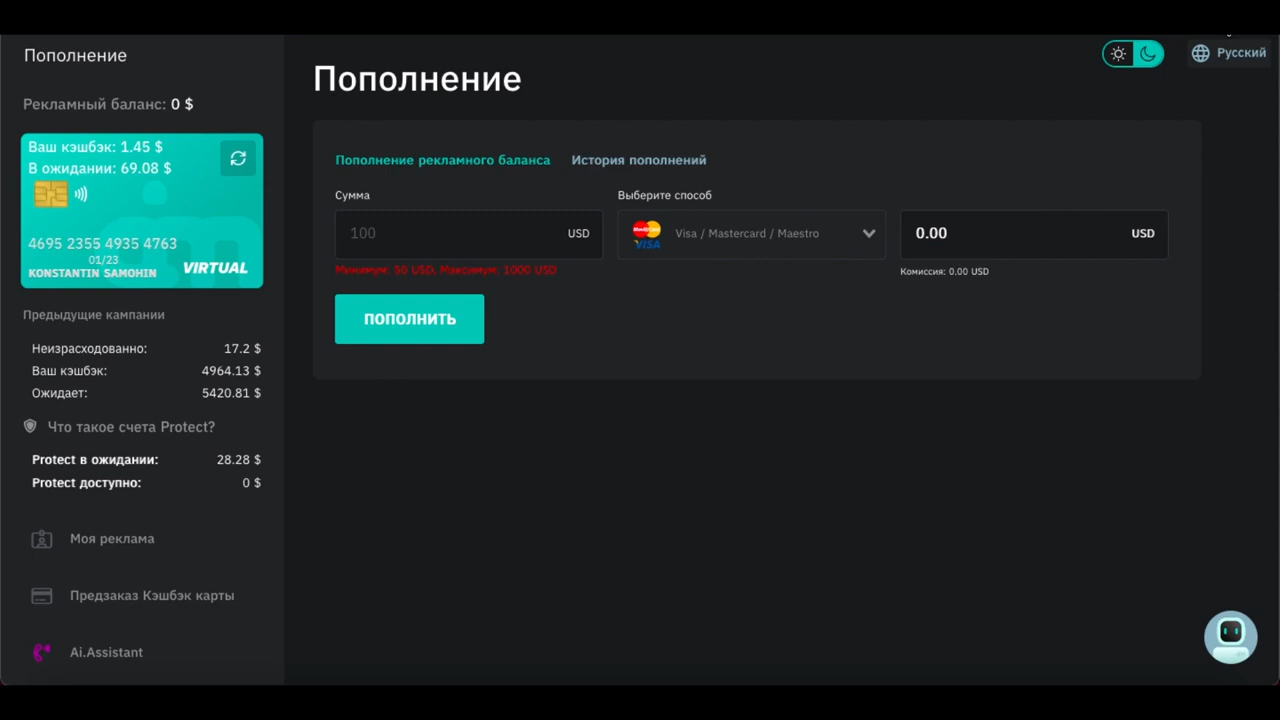 Пополнение
Рекламный баланс: 0 $
Ваш кэшбэк: 1.45 $
В ожидании: 69.08 $
4695 2355 4935 4763
01/23
KONSTANTIN SAMOHIN
VIRTUAL
Предыдущие кампании
Неизрасходованно: 17.2 $
Ваш кэшбэк: 4964.13 $
Ожидает: 5420.81 $
Что такое счета Protect?
Protect в ожидании: 28.28 $
Protect доступно: 0 $
Моя реклама
Предзаказ Кэшбэк карты
Ai.Assistant
Русский
Пополнение
Пополнение рекламного баланса История пополнений
Сумма Выберите способ
100 USD MasterCard VISA Visa / Mastercard / Maestro 0.00 USD
Минимум: 50 USD, Максимум: 1000 USD Комиссия: 0.00 USD
ПОПОЛНИТЬ